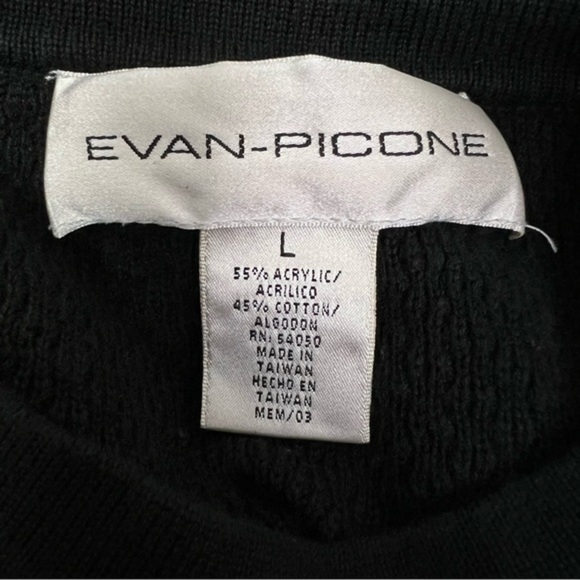 EVAN-PICONE
L
55% ACRYLIC/
ACRILICO
45% COTTON/
ALGODON
RN: 54050
MADE IN
TAIWAN
HECHO EN
TAIWAN
MEM/03